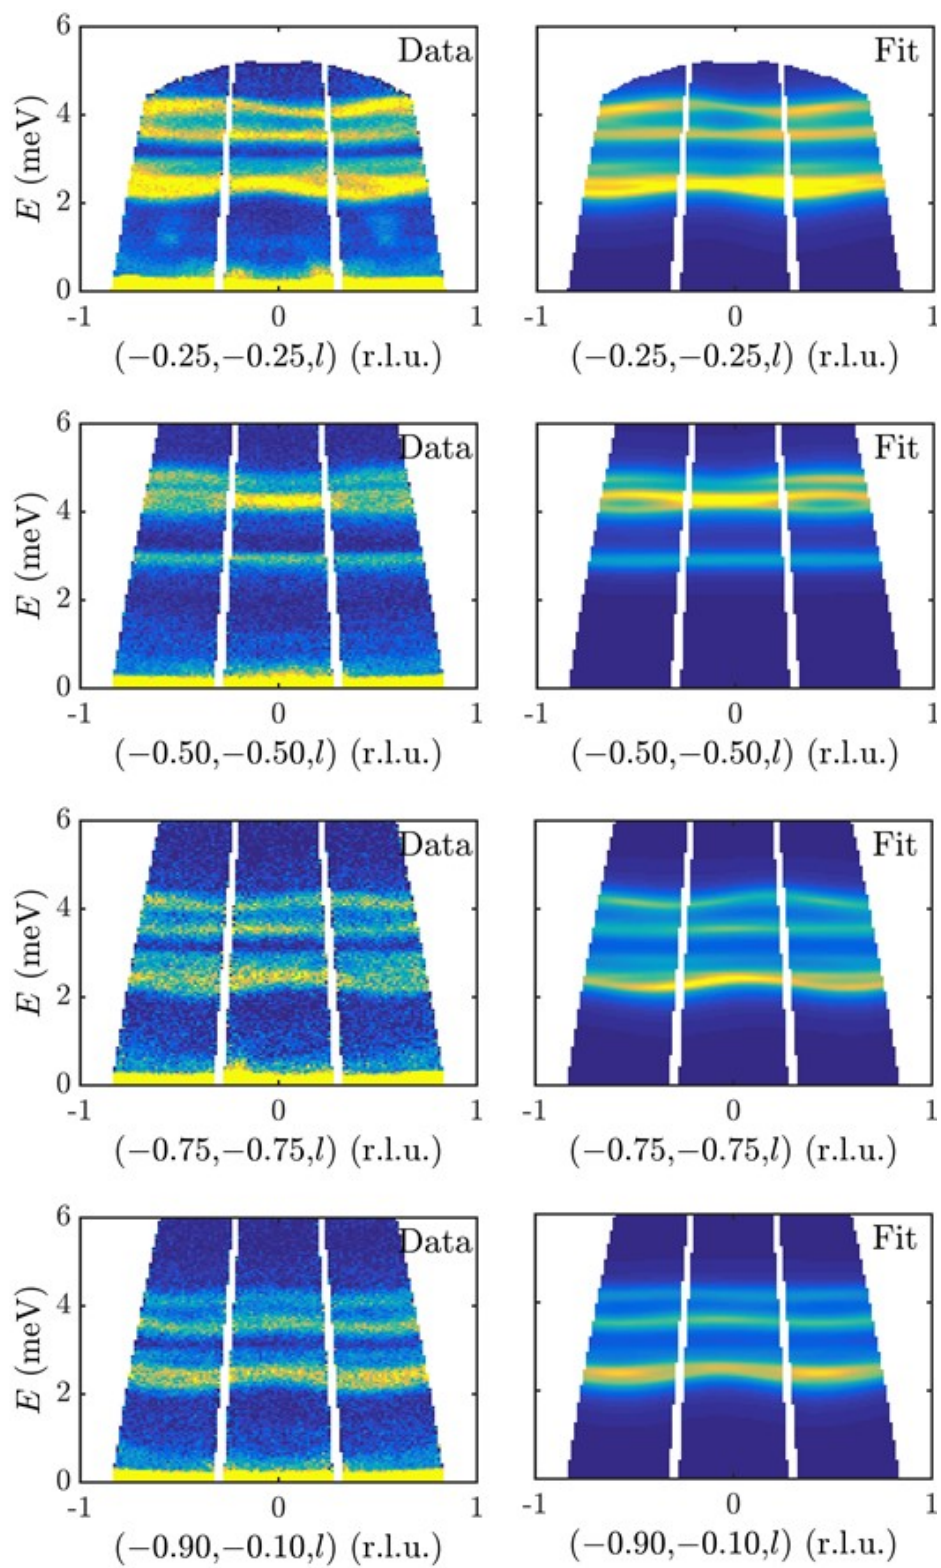 6
Data
Fit
4
E (meV)
2
0
-1 0 1
-1 0 1
(−0.25,−0.25,l) (r.l.u.)
(−0.25,−0.25,l) (r.l.u.)
6
Data
Fit
4
E (meV)
2
0
-1 0 1
-1 0 1
(−0.50,−0.50,l) (r.l.u.)
(−0.50,−0.50,l) (r.l.u.)
6
Data
Fit
4
E (meV)
2
0
-1 0 1
-1 0 1
(−0.75,−0.75,l) (r.l.u.)
(−0.75,−0.75,l) (r.l.u.)
6
Data
Fit
4
E (meV)
2
0
-1 0 1
-1 0 1
(−0.90,−0.10,l) (r.l.u.)
(−0.90,−0.10,l) (r.l.u.)